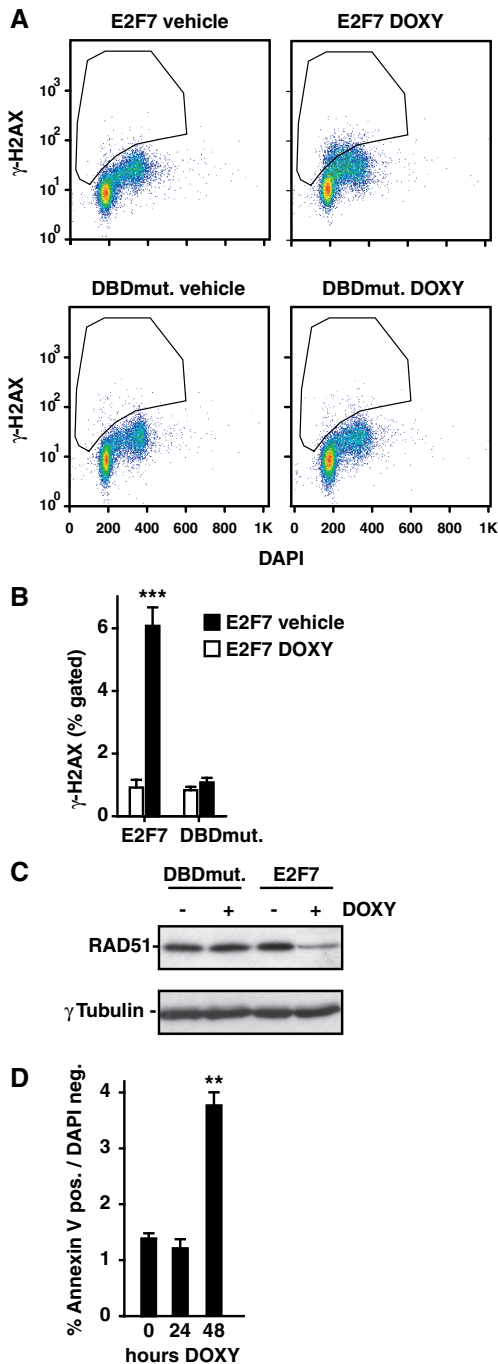 A
E2F7 vehicle
E2F7 DOXY
γ-H2AX
10³
10²
10¹
10⁰
DBDmut. vehicle
DBDmut. DOXY
γ-H2AX
10³
10²
10¹
10⁰
0 200 400 600 800 1K
0 200 400 600 800 1K
DAPI
B
γ-H2AX (% gated)
6
4
2
0
***
E2F7 vehicle
E2F7 DOXY
E2F7 DBDmut.
C
DBDmut. E2F7
- + - + DOXY
RAD51-
γ Tubulin -
D
% Annexin V pos. / DAPI neg.
4
3
2
1
0
**
0 24 48
hours DOXY